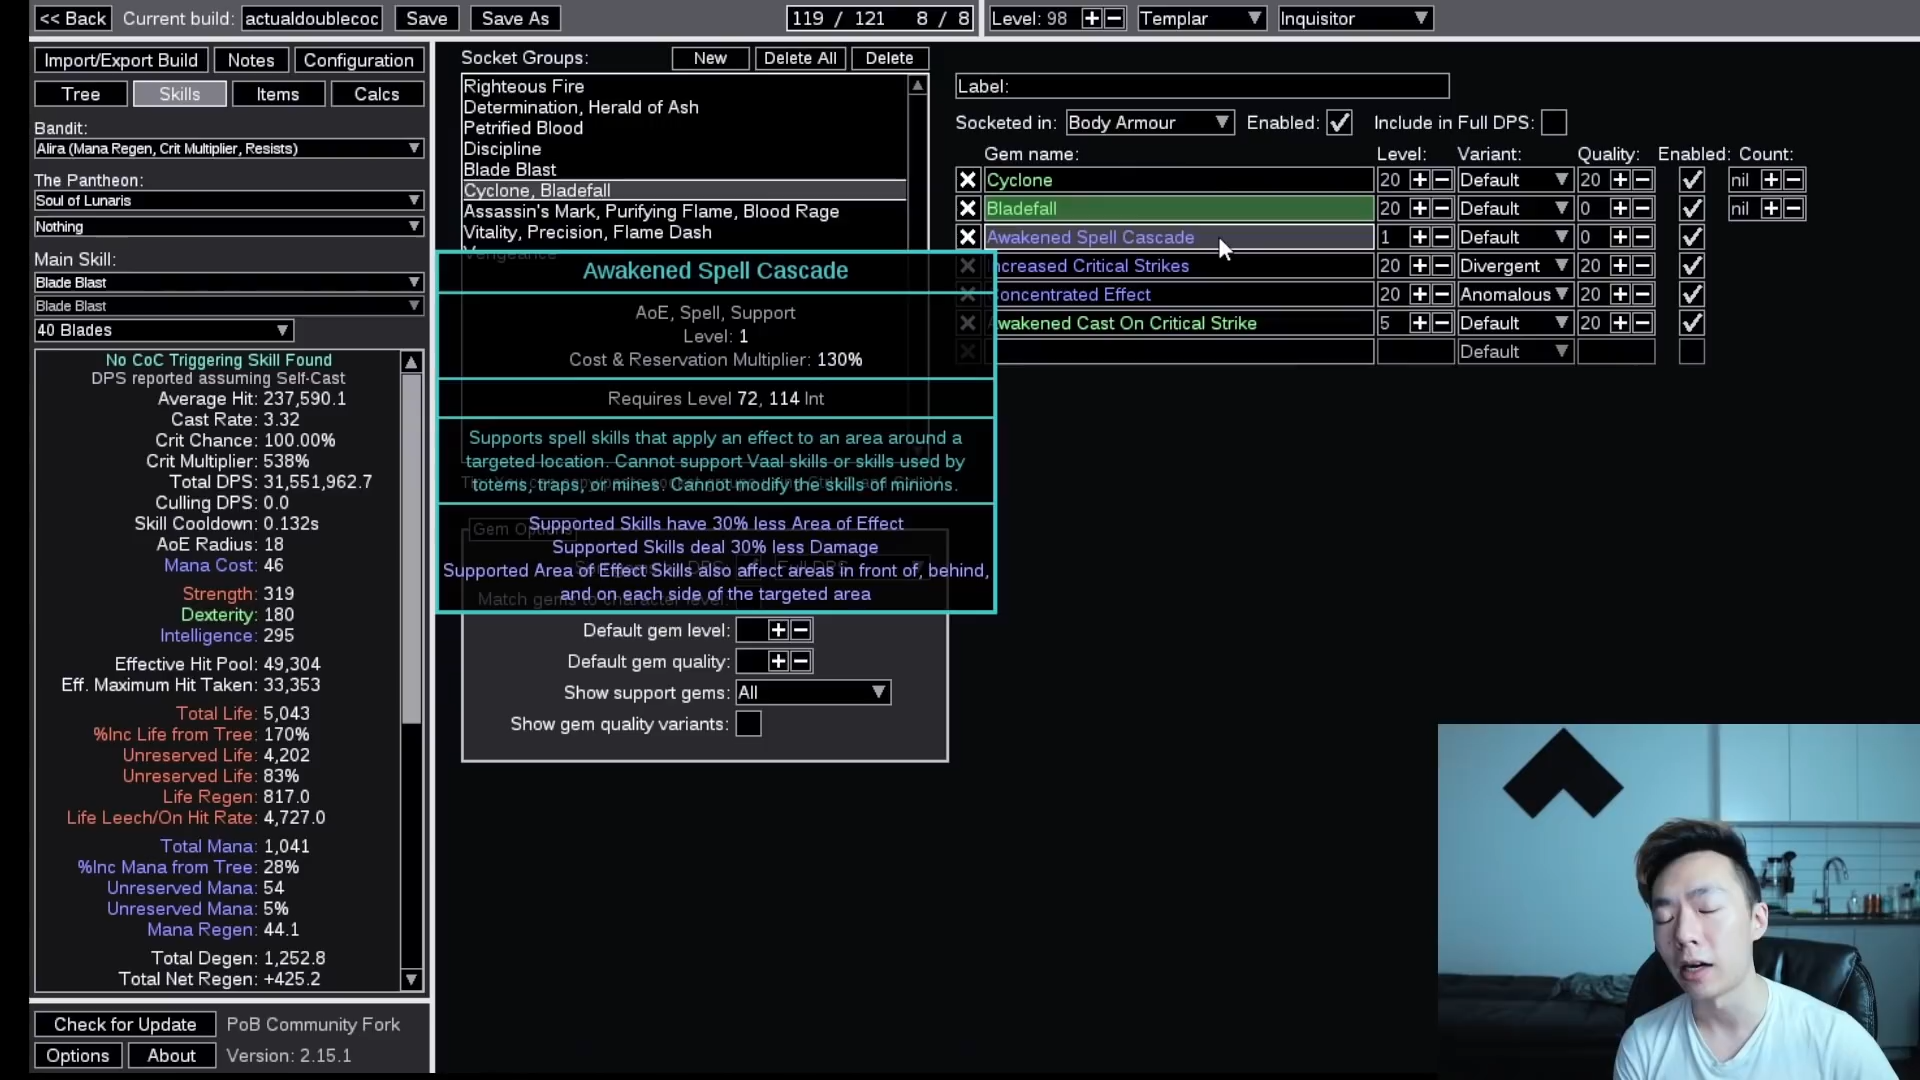 << Back Current build: actualdoublecoc Save Save As 119 / 121 8 / 8 Level: 98 Templar Inquisitor
Import/Export Build Notes Configuration
Tree Skills Items Calcs
Bandit:
Alira (Mana Regen, Crit Multiplier, Resists)
The Pantheon:
Soul of Lunaris
Nothing
Main Skill:
Blade Blast
Blade Blast
40 Blades
No CoC Triggering Skill Found
DPS reported assuming Self-Cast
Average Hit: 237,590.1
Cast Rate: 3.32
Crit Chance: 100.00%
Crit Multiplier: 538%
Total DPS: 31,551,962.7
Culling DPS: 0.0
Skill Cooldown: 0.132s
AoE Radius: 18
Mana Cost: 46
Strength: 319
Dexterity: 180
Intelligence: 295
Effective Hit Pool: 49,304
Eff. Maximum Hit Taken: 33,353
Total Life: 5,043
%Inc Life from Tree: 170%
Unreserved Life: 4,202
Unreserved Life: 83%
Life Regen: 817.0
Life Leech/On Hit Rate: 4,727.0
Total Mana: 1,041
%Inc Mana from Tree: 28%
Unreserved Mana: 54
Unreserved Mana: 5%
Mana Regen: 44.1
Total Degen: 1,252.8
Total Net Regen: +425.2
Check for Update PoB Community Fork
Options About Version: 2.15.1
Socket Groups: New Delete All Delete
Righteous Fire
Determination, Herald of Ash
Petrified Blood
Discipline
Blade Blast
Cyclone, Bladefall
Assassin's Mark, Purifying Flame, Blood Rage
Vitality, Precision, Flame Dash
Vengeance
Awakened Spell Cascade
AoE, Spell, Support
Level: 1
Cost & Reservation Multiplier: 130%
Requires Level 72, 114 Int
Supports spell skills that apply an effect to an area around a
targeted location. Cannot support Vaal skills or skills used by
totems, traps, or mines. Cannot modify the skills of minions.
Gem Options
Supported Skills have 30% less Area of Effect
Supported Skills deal 30% less Damage
Supported Area of Effect Skills also affect areas in front of, behind,
and on each side of the targeted area
Match gems to character level:
Default gem level:
Default gem quality:
Show support gems: All
Show gem quality variants:
Label:
Socketed in: Body Armour Enabled: Include in Full DPS:
Gem name: Level: Variant: Quality: Enabled: Count:
Cyclone 20 Default 20 nil
Bladefall 20 Default 0 nil
Awakened Spell Cascade 1 Default 0
Increased Critical Strikes 20 Divergent 20
Concentrated Effect 20 Anomalous 20
Awakened Cast On Critical Strike 5 Default 20
Default